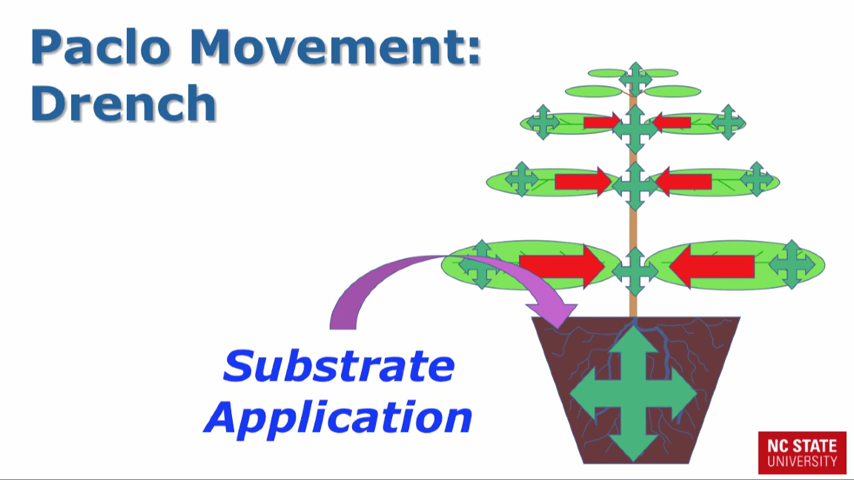 Paclo Movement:
Drench
Substrate
Application
NC STATE
UNIVERSITY